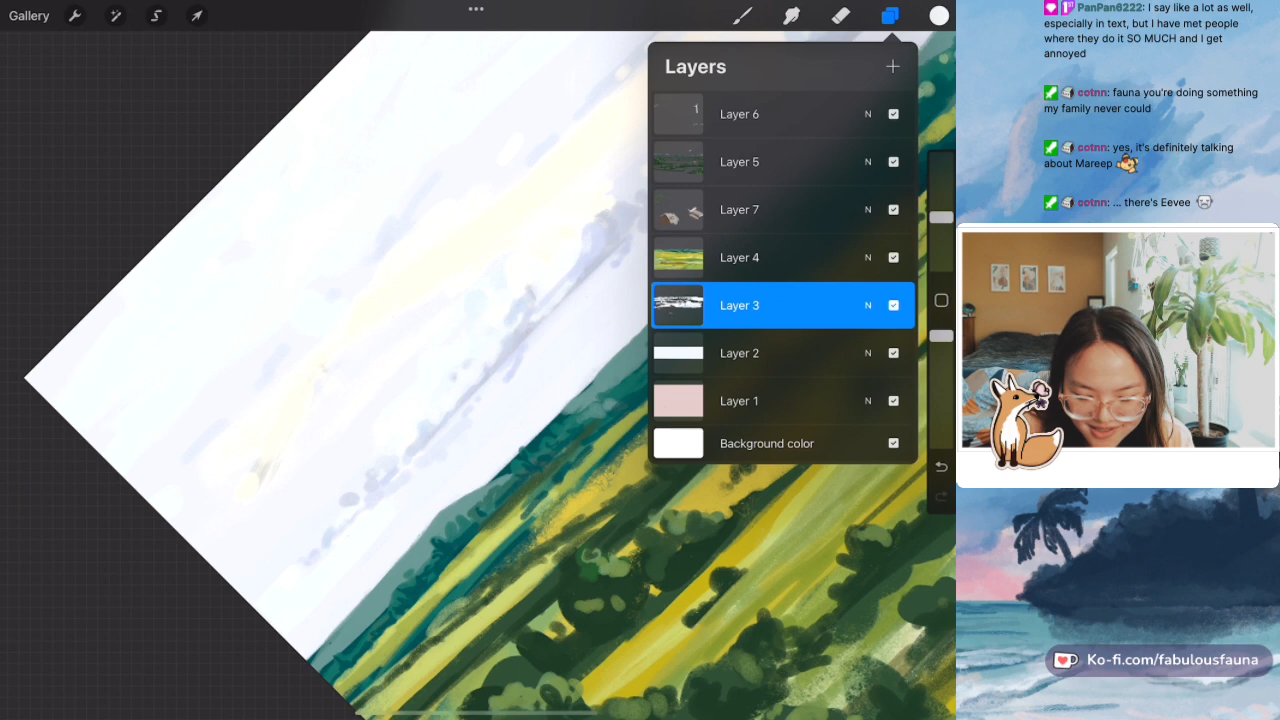 Gallery
Layers
Layer 6 N
Layer 5 N
Layer 7 N
Layer 4 N
Layer 3 N
Layer 2 N
Layer 1 N
Background color
PanPan6222: I say like a lot as well,
especially in text, but I have met people
where they do it SO MUCH and I get
annoyed
cotnn: fauna you're doing something
my family never could
cotnn: yes, it's definitely talking
about Mareep
cotnn: ... there's Eevee
Ko-fi.com/fabulousfauna